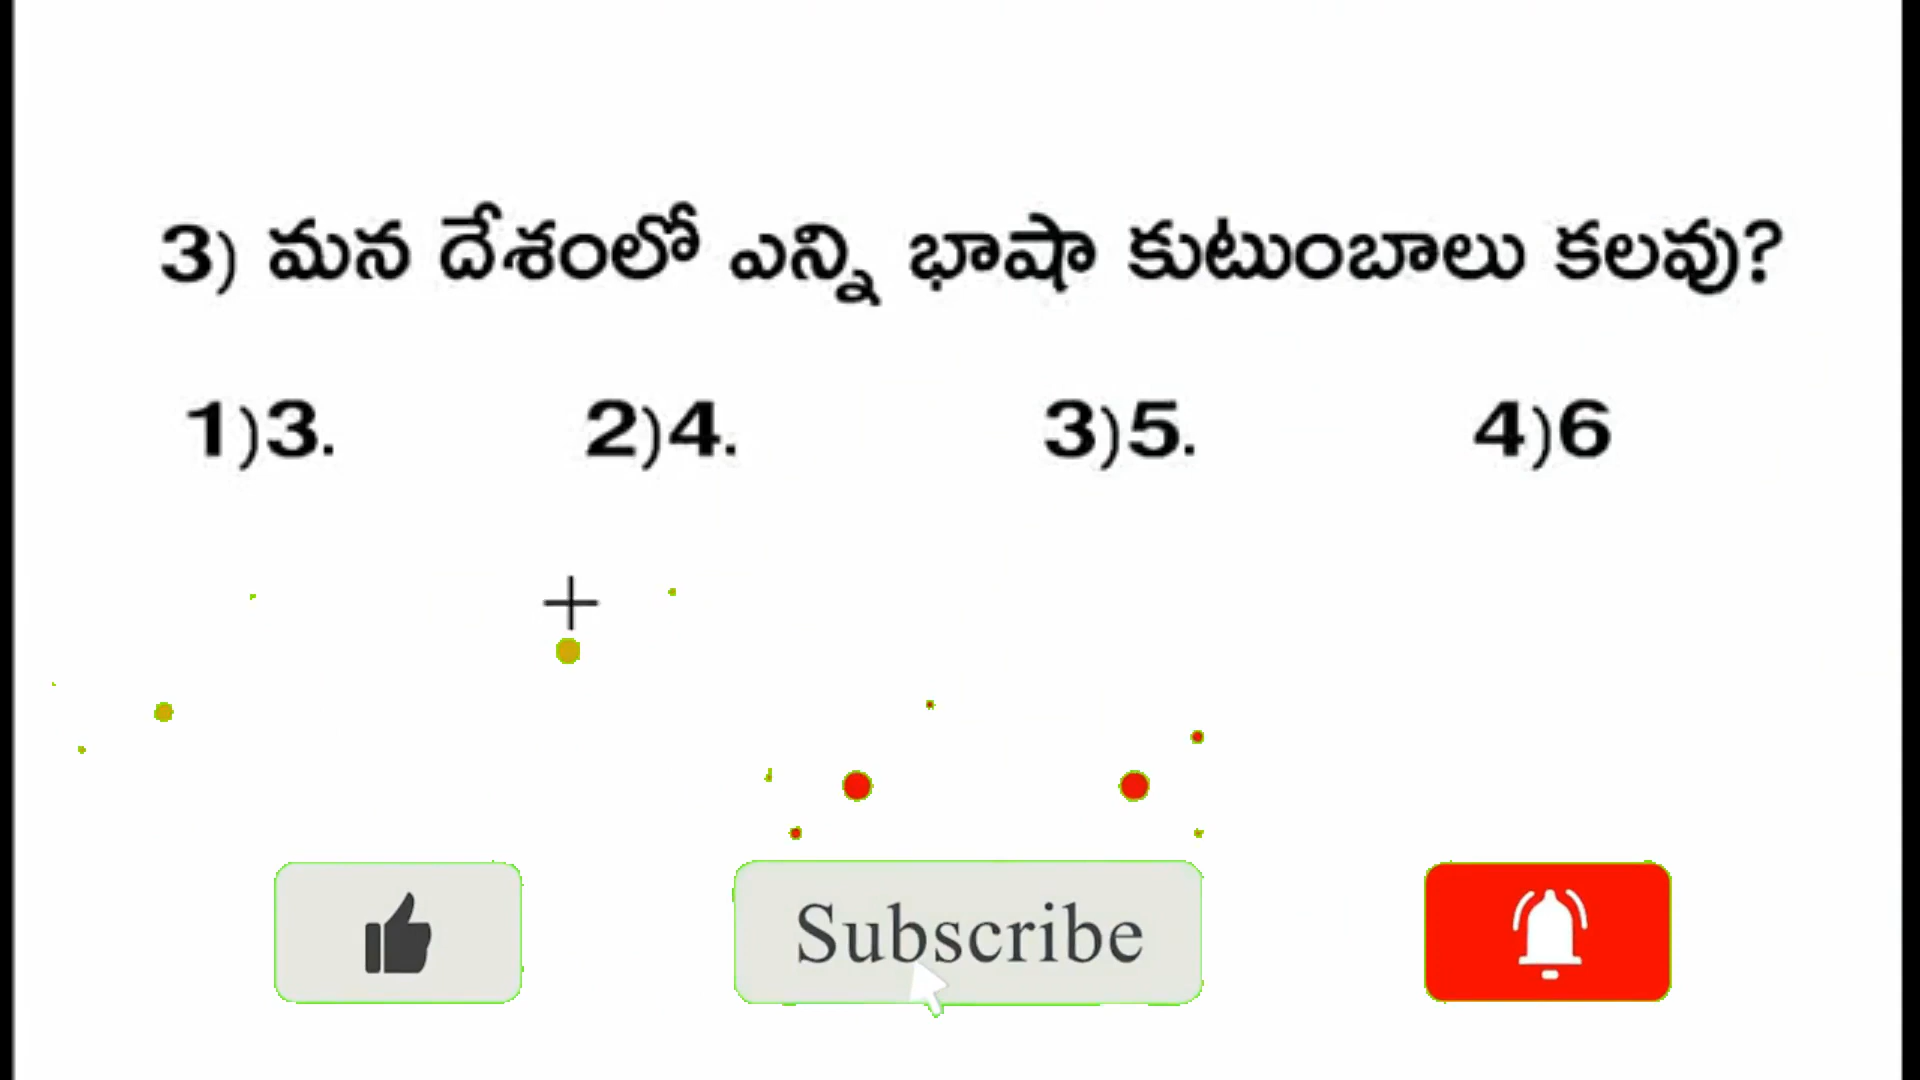 3) మన దేశంలో ఎన్ని భాషా కుటుంబాలు కలవు?
1)3. 2)4. 3)5. 4)6
Subscribe